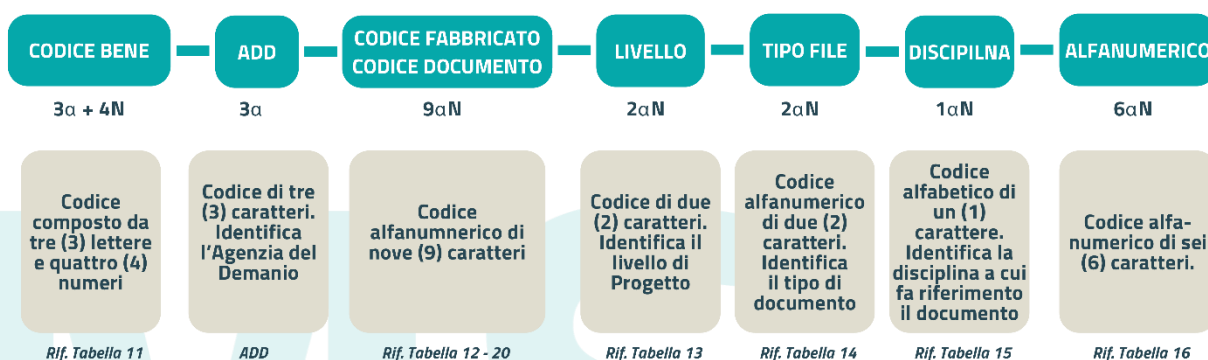 CODICE BENE
ADD
CODICE FABBRICATO
CODICE DOCUMENTO
LIVELLO
TIPO FILE
DISCIPILNA
ALFANUMERICO
3α + 4N
3α
9αN
2αN
2αN
1αN
6αN
Codice
composto da
tre (3) lettere
e quattro (4)
numeri
Codice di tre
(3) caratteri.
Identifica
l'Agenzia del
Demanio
Codice
alfanumnerico di
nove (9) caratteri
Codice di due
(2) caratteri.
Identifica il
livello di
Progetto
Codice
alfanumerico
di due (2)
caratteri.
Identifica
il tipo di
documento
Codice
alfabetico di
un (1)
carattere.
Identifica la
disciplina a cui
fa riferimento
il documento
Codice alfa-
numerico di sei
(6) caratteri.
Rif. Tabella 11
ADD
Rif. Tabella 12 - 20
Rif. Tabella 13
Rif. Tabella 14
Rif. Tabella 15
Rif. Tabella 16